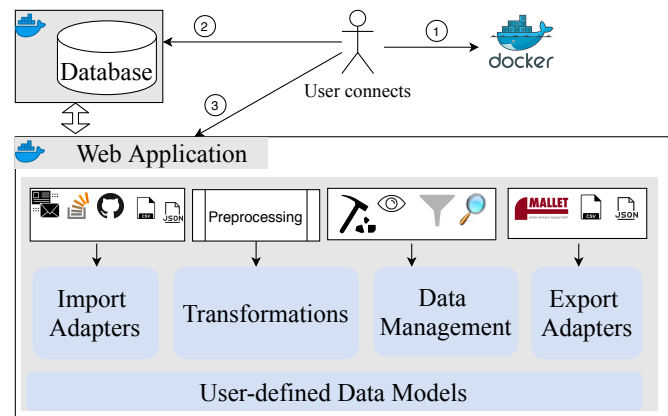 2
1
Database
docker
User connects
3
Web Application
Preprocessing
MALLET
CSV
JSON
CSV
JSON
Import
Adapters
Transformations
Data
Management
Export
Adapters
User-defined Data Models